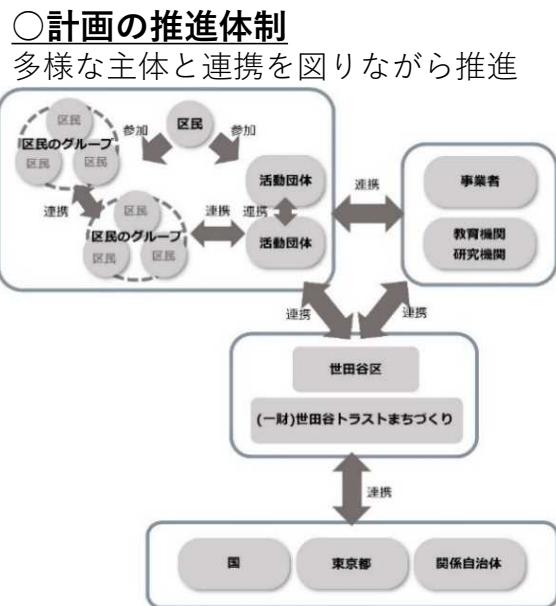 ○計画の推進体制
多様な主体と連携を図りながら推進
区民
区民のグループ
区民
区民
参加
区民
参加
連携
区民
区民のグループ
区民
区民
連携
活動団体
連携
活動団体
連携
事業者
教育機関
研究機関
連携
連携
世田谷区
(一財)世田谷トラストまちづくり
連携
国
東京都
関係自治体